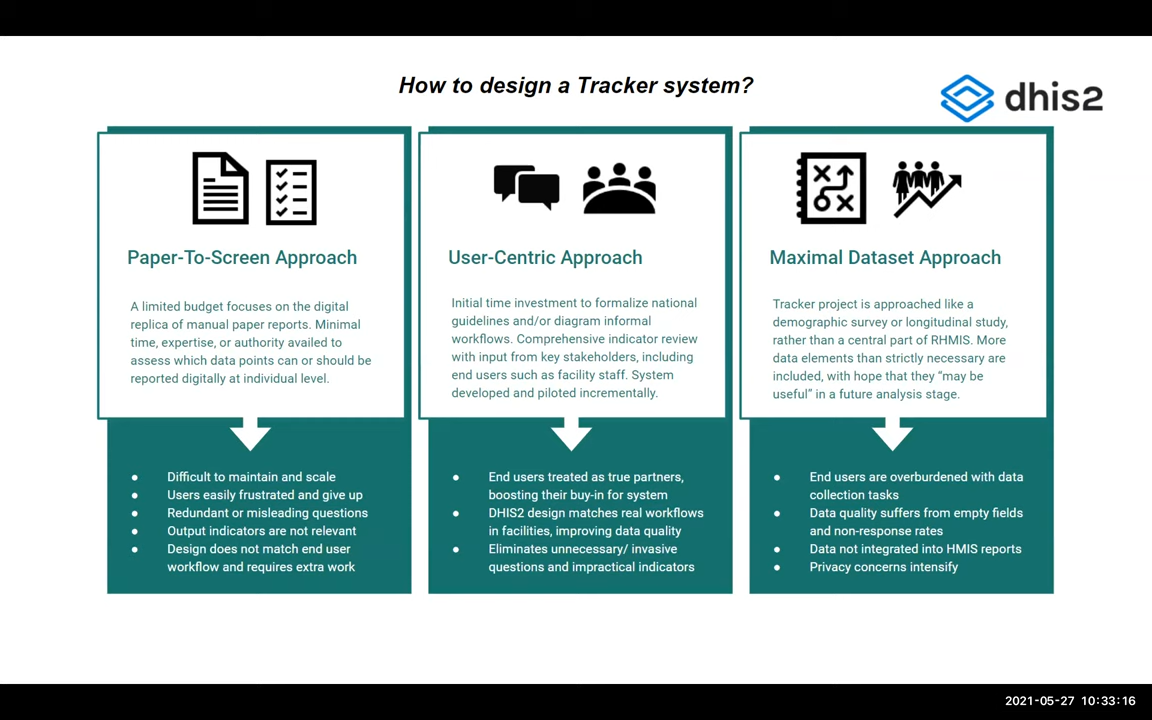 How to design a Tracker system?
dhis2
Paper-To-Screen Approach
A limited budget focuses on the digital
replica of manual paper reports. Minimal
time, expertise, or authority availed to
assess which data points can or should be
reported digitally at individual level.
● Difficult to maintain and scale
● Users easily frustrated and give up
● Redundant or misleading questions
● Output indicators are not relevant
● Design does not match end user
workflow and requires extra work
User-Centric Approach
Initial time investment to formalize national
guidelines and/or diagram informal
workflows. Comprehensive indicator review
with input from key stakeholders, including
end users such as facility staff. System
developed and piloted incrementally.
● End users treated as true partners,
boosting their buy-in for system
● DHIS2 design matches real workflows
in facilities, improving data quality
● Eliminates unnecessary/ invasive
questions and impractical indicators
Maximal Dataset Approach
Tracker project is approached like a
demographic survey or longitudinal study,
rather than a central part of RHMIS. More
data elements than strictly necessary are
included, with hope that they “may be
useful” in a future analysis stage.
● End users are overburdened with data
collection tasks
● Data quality suffers from empty fields
and non-response rates
● Data not integrated into HMIS reports
● Privacy concerns intensify
2021-05-27 10:33:16